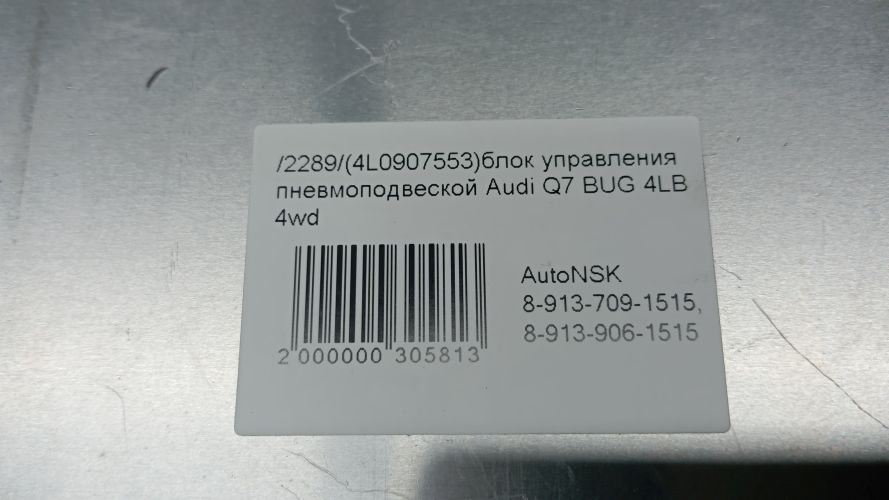 /2289/(4L0907553)блок управления
пневмоподвеской Audi Q7 BUG 4LB
4wd
AutoNSK
8-913-709-1515,
8-913-906-1515
2 000000 305813